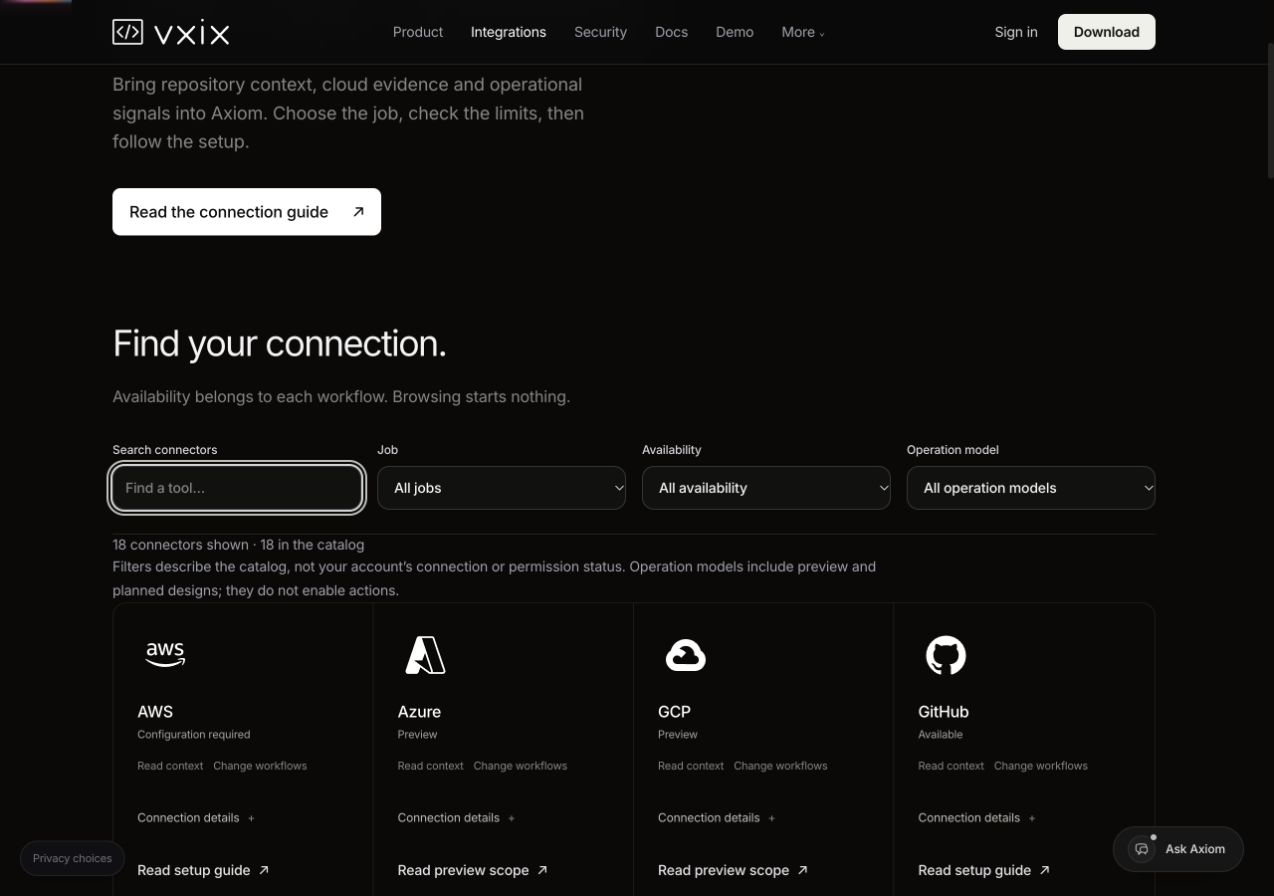 </> vxix
Product Integrations Security Docs Demo More
Sign in Download
Bring repository context, cloud evidence and operational
signals into Axiom. Choose the job, check the limits, then
follow the setup.
Read the connection guide
Find your connection.
Availability belongs to each workflow. Browsing starts nothing.
Search connectors Job Availability Operation model
Find a tool... All jobs All availability All operation models
18 connectors shown · 18 in the catalog
Filters describe the catalog, not your account’s connection or permission status. Operation models include preview and
planned designs; they do not enable actions.
aws
AWS Azure GCP GitHub
Configuration required Preview Preview Available
Read context Change workflows Read context Change workflows Read context Change workflows Read context Change workflows
Connection details + Connection details + Connection details + Connection details +
Privacy choices
Ask Axiom
Read setup guide Read preview scope Read preview scope Read setup guide